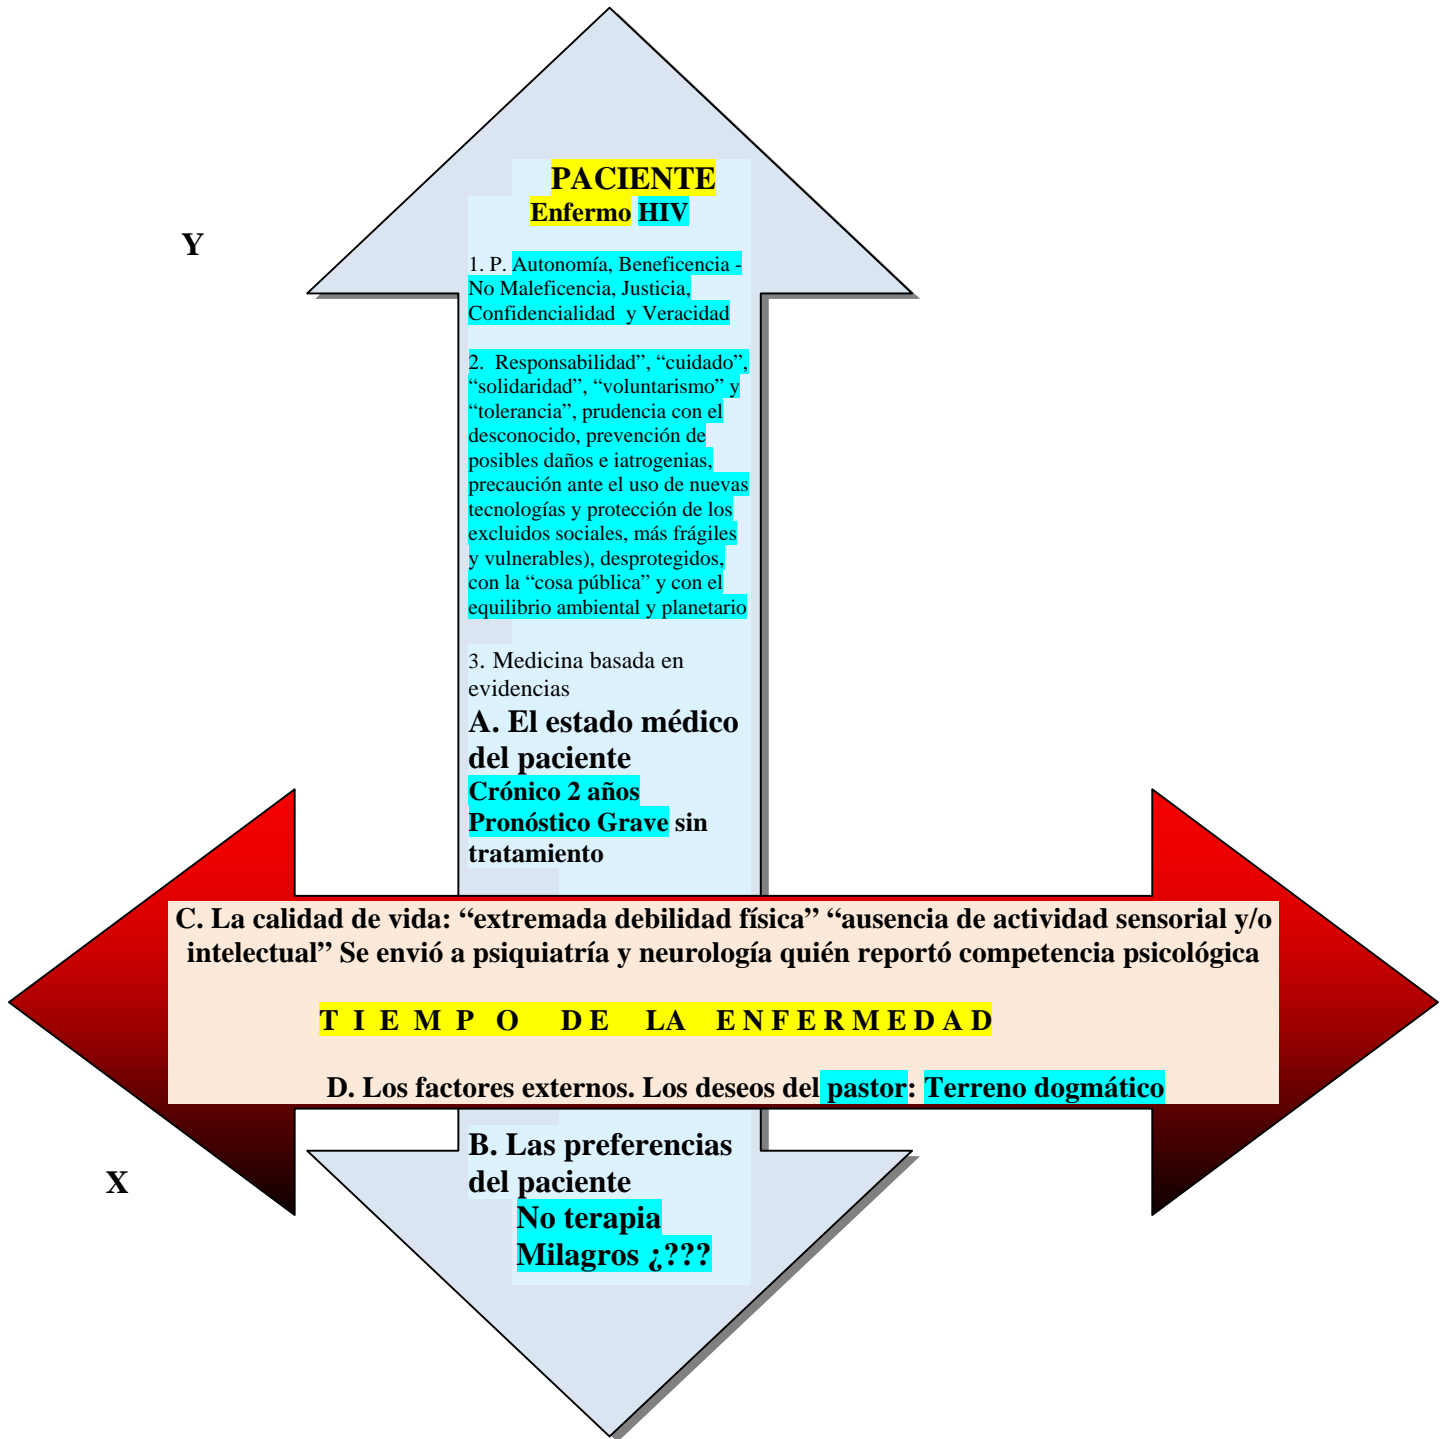 PACIENTE
Enfermo HIV
Y
1. P. Autonomía, Beneficencia -
No Maleficencia, Justicia,
Confidencialidad y Veracidad
2. Responsabilidad”, “cuidado”,
“solidaridad”, “voluntarismo” y
“tolerancia”, prudencia con el
desconocido, prevención de
posibles daños e iatrogenias,
precaución ante el uso de nuevas
tecnologías y protección de los
excluidos sociales, más frágiles
y vulnerables), desprotegidos,
con la “cosa pública” y con el
equilibrio ambiental y planetario
3. Medicina basada en
evidencias
A. El estado médico
del paciente
Crónico 2 años
Pronóstico Grave sin
tratamiento
C. La calidad de vida: “extremada debilidad física” “ausencia de actividad sensorial y/o
intelectual” Se envió a psiquiatría y neurología quién reportó competencia psicológica
T I E M P O D E LA E N F E R M E D A D
D. Los factores externos. Los deseos del pastor: Terreno dogmático
B. Las preferencias
del paciente
X
No terapia
Milagros ¿???